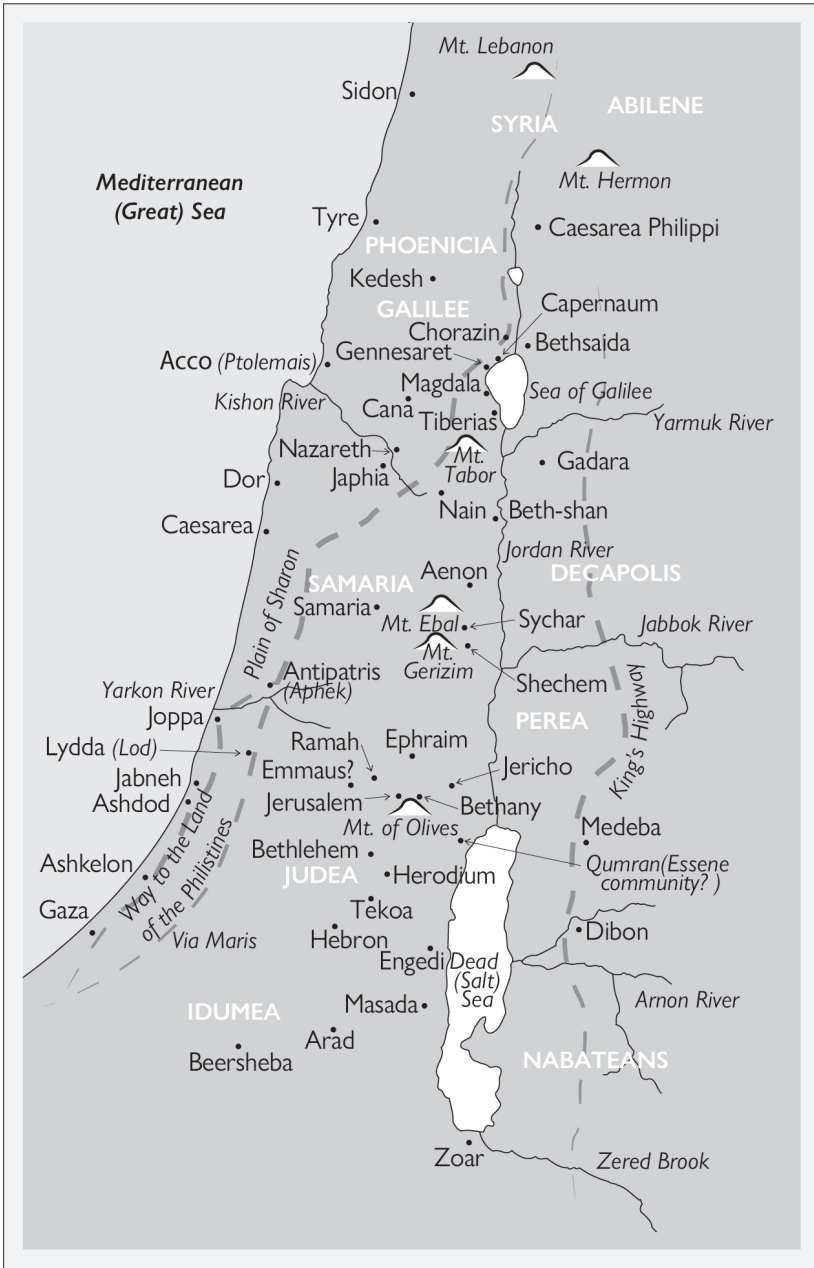 Mt. Lebanon
Sidon
ABILENE
SYRIA
Mediterranean
(Great) Sea
Mt. Hermon
Tyre
Caesarea Philippi
PHOENICIA
Kedesh
GALILEE
Capernaum
Chorazin
Bethsaida
Gennesaret
Acco (Ptolemais)
Magdala
Sea of Galilee
Kishon River
Cana
Tiberias
Yarmuk River
Nazareth
Mt.
Tabor
Gadara
Japhia
Dor
Nain
Beth-shan
Caesarea
Jordan River
Aenon
DECAPOLIS
Plain of Sharon
SAMARIA
Samaria
Mt. Ebal
Sychar
Jabbok River
Mt.
Gerizim
Antipatris
(Aphek)
Shechem
Yarkon River
Joppa
PEREA
King's Highway
Lydda (Lod)
Ramah
Ephraim
Emmaus?
Jericho
Jabneh
Ashdod
Jerusalem
Bethany
Mt. of Olives
Medeba
Bethlehem
Qumran(Essene
community? )
Ashkelon
JUDEA
Herodium
Way to the Land
of the Philistines
Gaza
Tekoa
Via Maris
Hebron
Dibon
Engedi
Dead
(Salt)
Sea
Masada
Arnon River
IDUMEA
Arad
Beersheba
NABATEANS
Zoar
Zered Brook